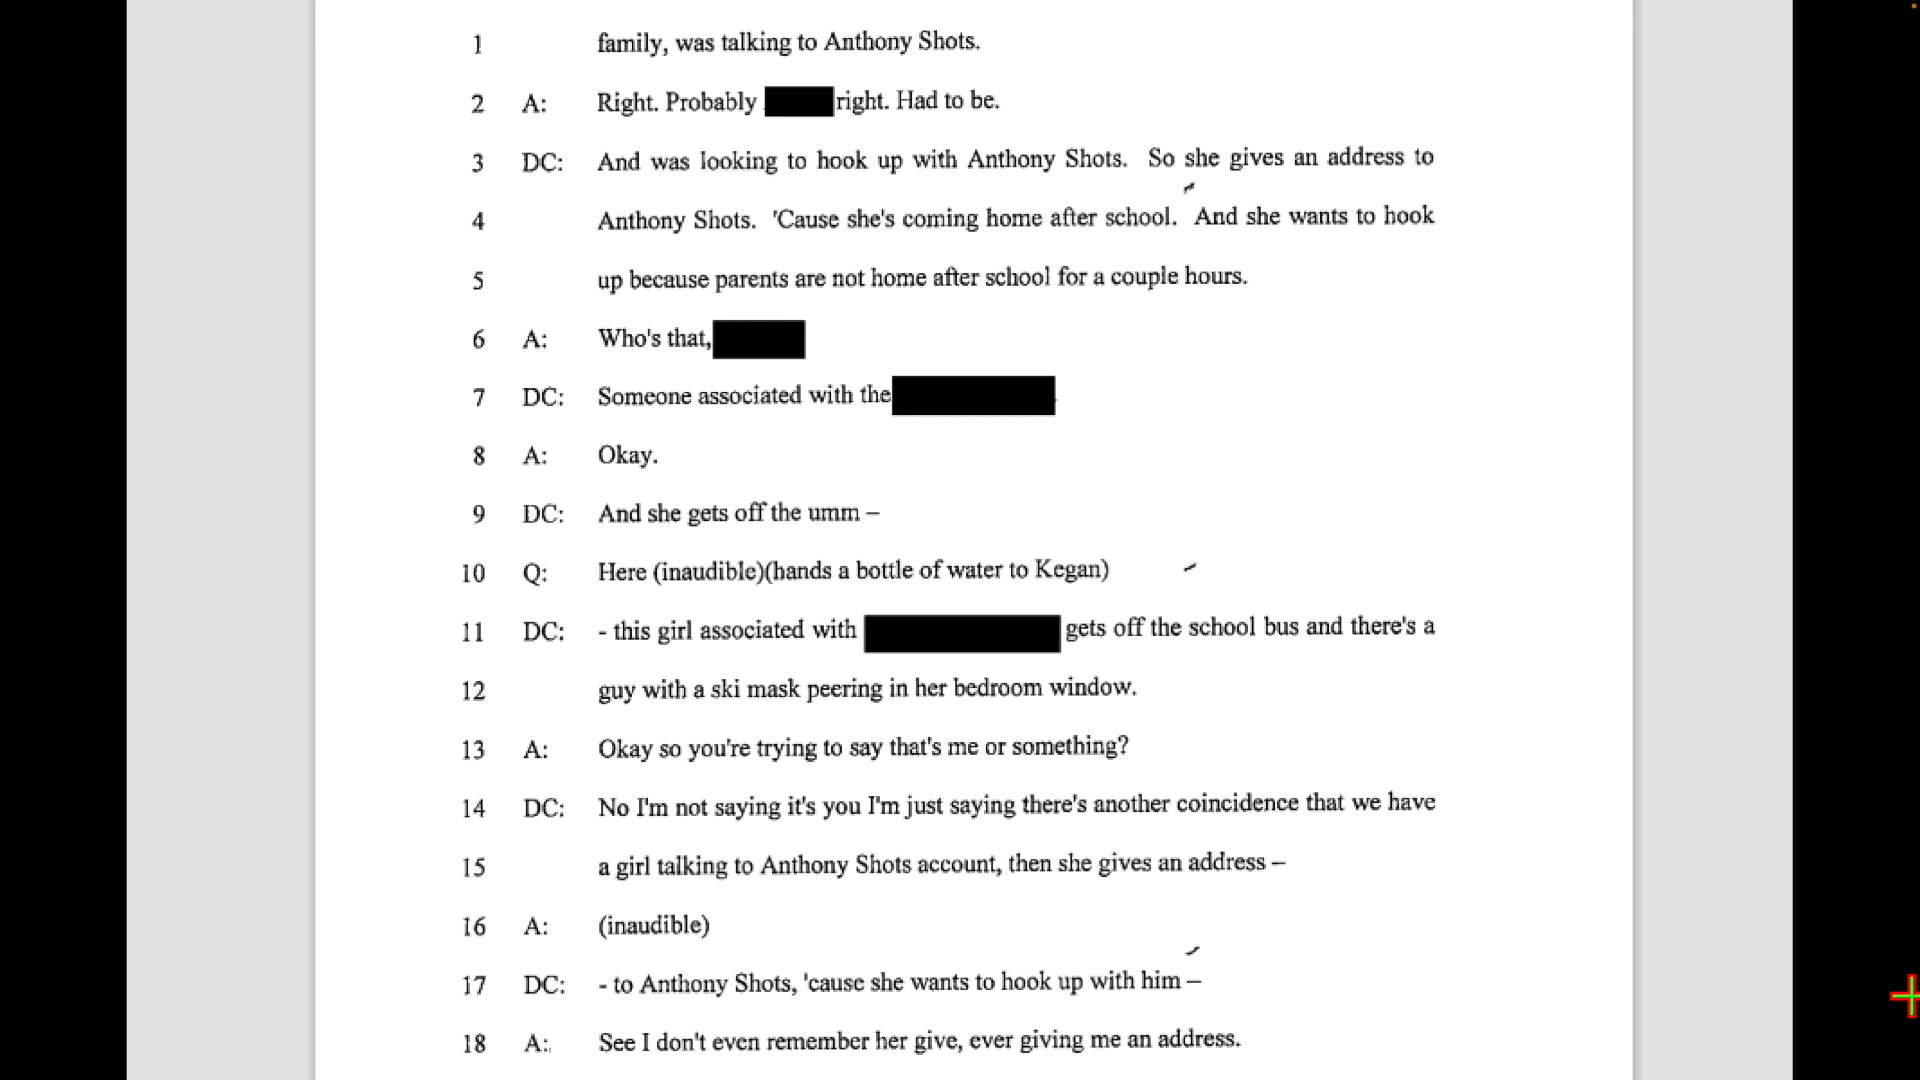 1 family, was talking to Anthony Shots.
2 A: Right. Probably right. Had to be.
3 DC: And was looking to hook up with Anthony Shots. So she gives an address to
4 Anthony Shots. 'Cause she's coming home after school. And she wants to hook
5 up because parents are not home after school for a couple hours.
6 A: Who's that,
7 DC: Someone associated with the
8 A: Okay.
9 DC: And she gets off the umm –
10 Q: Here (inaudible)(hands a bottle of water to Kegan)
11 DC: - this girl associated with gets off the school bus and there's a
12 guy with a ski mask peering in her bedroom window.
13 A: Okay so you're trying to say that's me or something?
14 DC: No I'm not saying it's you I'm just saying there's another coincidence that we have
15 a girl talking to Anthony Shots account, then she gives an address –
16 A: (inaudible)
17 DC: - to Anthony Shots, 'cause she wants to hook up with him –
18 A: See I don't even remember her give, ever giving me an address.